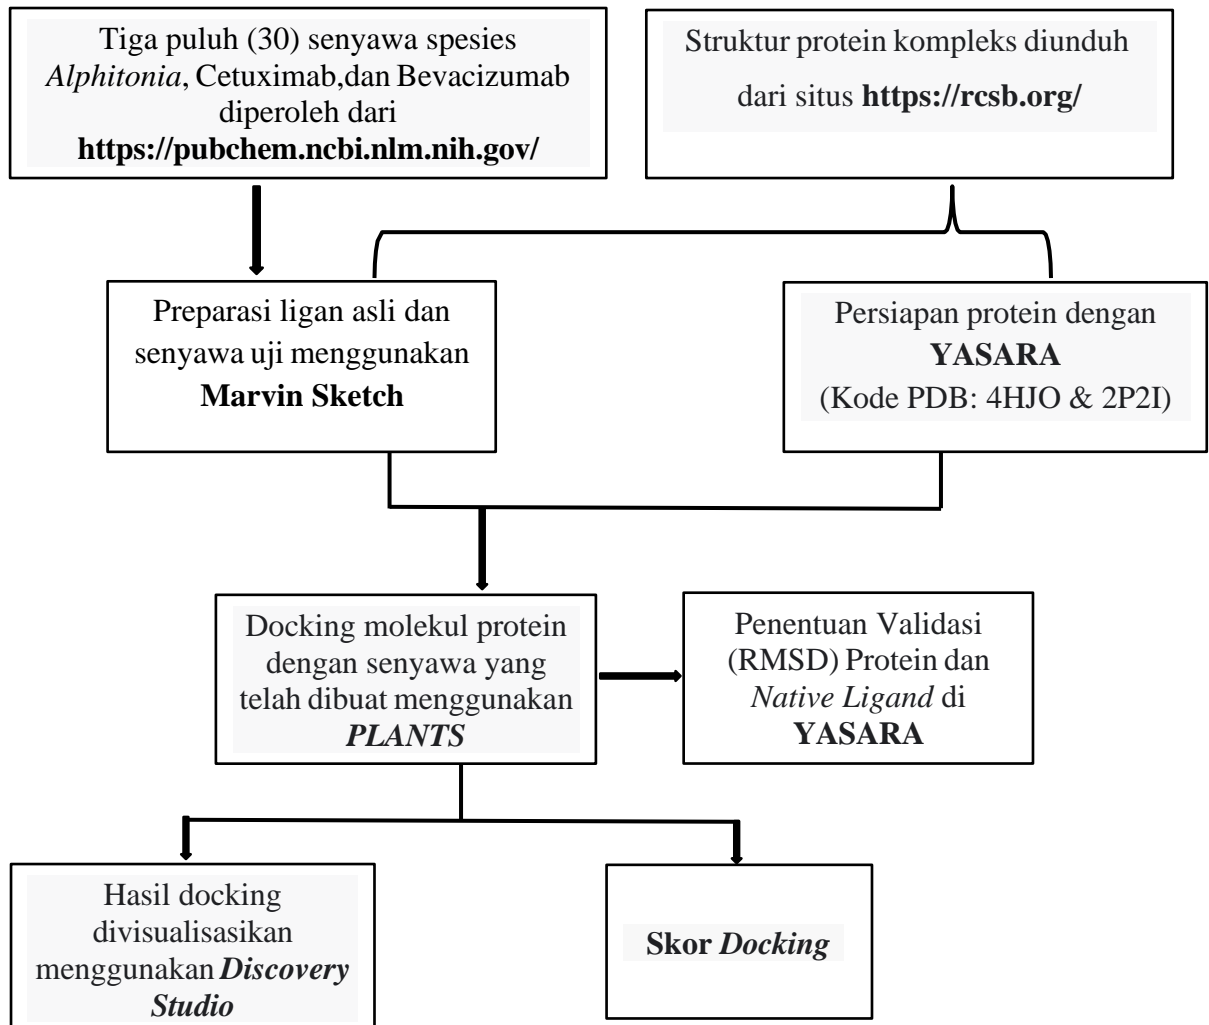 Tiga puluh (30) senyawa spesies
Alphitonia, Cetuximab,dan Bevacizumab
diperoleh dari
https://pubchem.ncbi.nlm.nih.gov/
Struktur protein kompleks diunduh
dari situs https://rcsb.org/
Preparasi ligan asli dan
senyawa uji menggunakan
Marvin Sketch
Persiapan protein dengan
YASARA
(Kode PDB: 4HJO & 2P2I)
Docking molekul protein
dengan senyawa yang
telah dibuat menggunakan
PLANTS
Penentuan Validasi
(RMSD) Protein dan
Native Ligand di
YASARA
Hasil docking
divisualisasikan
menggunakan Discovery
Studio
Skor Docking